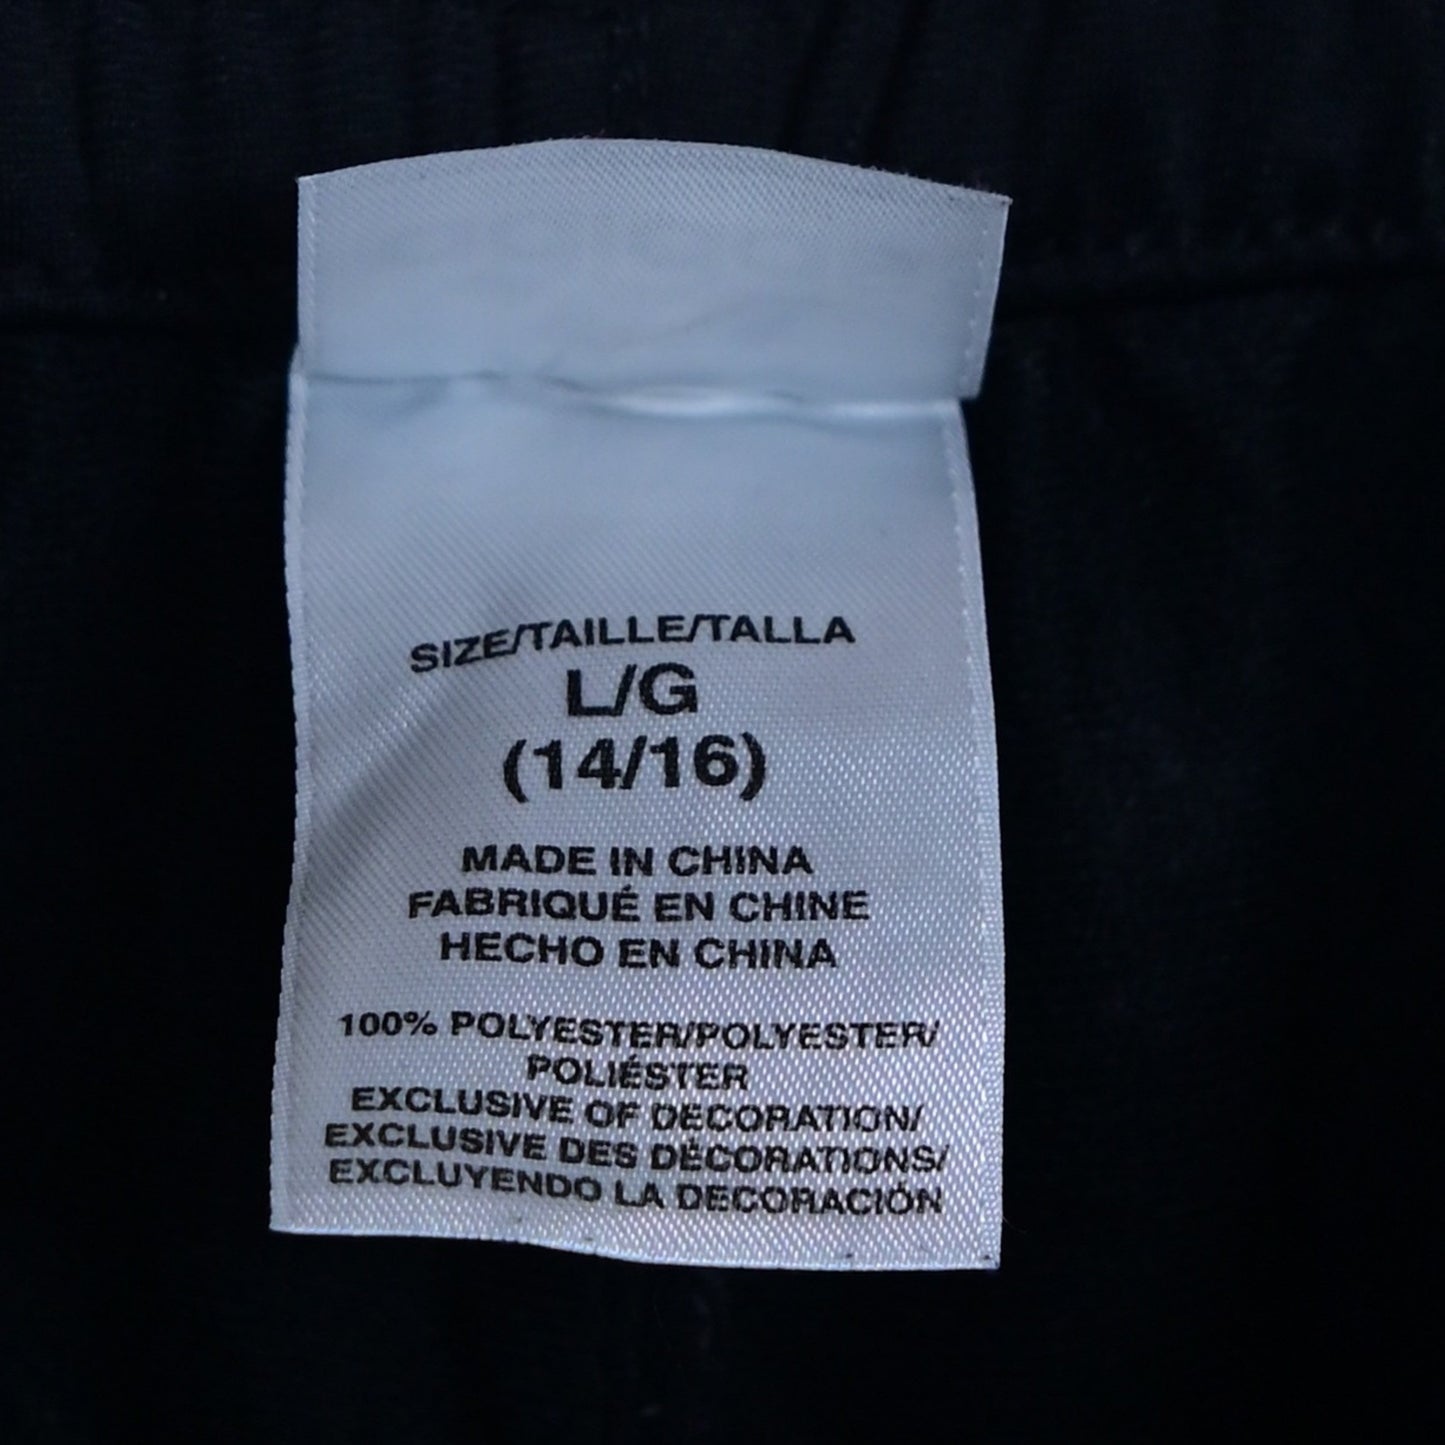 SIZE/TAILLE/TALLA
L/G
(14/16)
MADE IN CHINA
FABRIQUÉ EN CHINE
HECHO EN CHINA
100% POLYESTER/POLYESTER/
POLIÉSTER
EXCLUSIVE OF DECORATION/
EXCLUSIVE DES DÉCORATIONS/
EXCLUYENDO LA DECORACIÓN